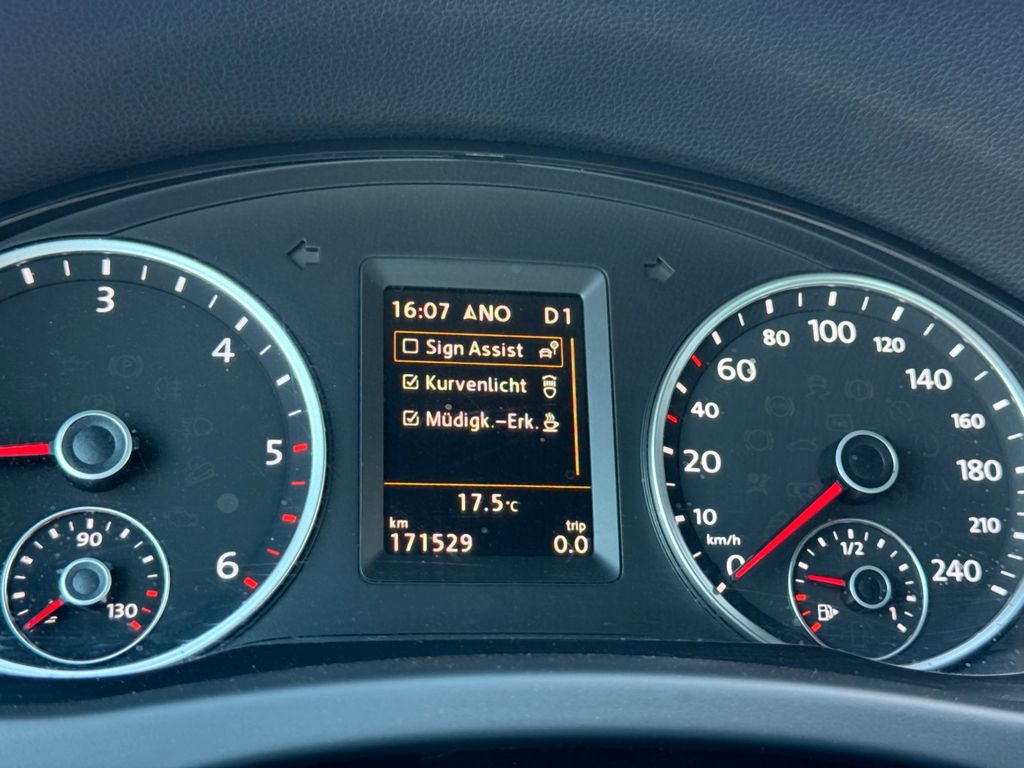 16:07 ANO D1
Sign Assist
Kurvenlicht
Müdigk.-Erk.
17.5°C
km
171529
trip
0.0
3
4
5
6
90
130
0
10
20
40
60
80
100
120
140
160
180
210
240
km/h
1/2
1